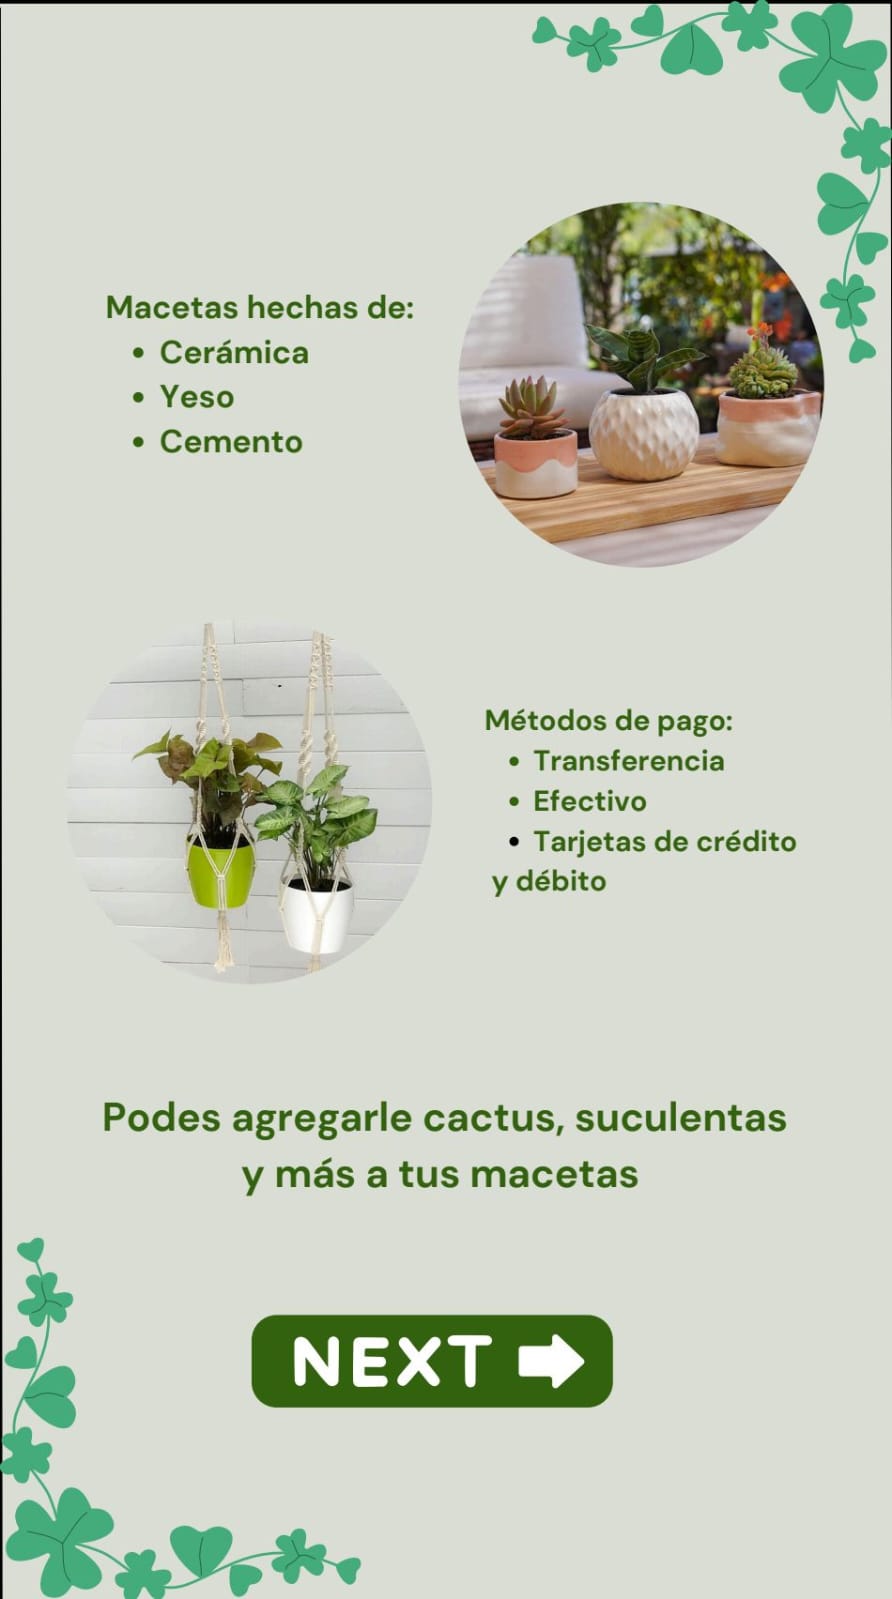 Macetas hechas de:
• Cerámica
• Yeso
• Cemento
Métodos de pago:
• Transferencia
• Efectivo
• Tarjetas de crédito
y débito
Podes agregarle cactus, suculentas
y más a tus macetas
NEXT